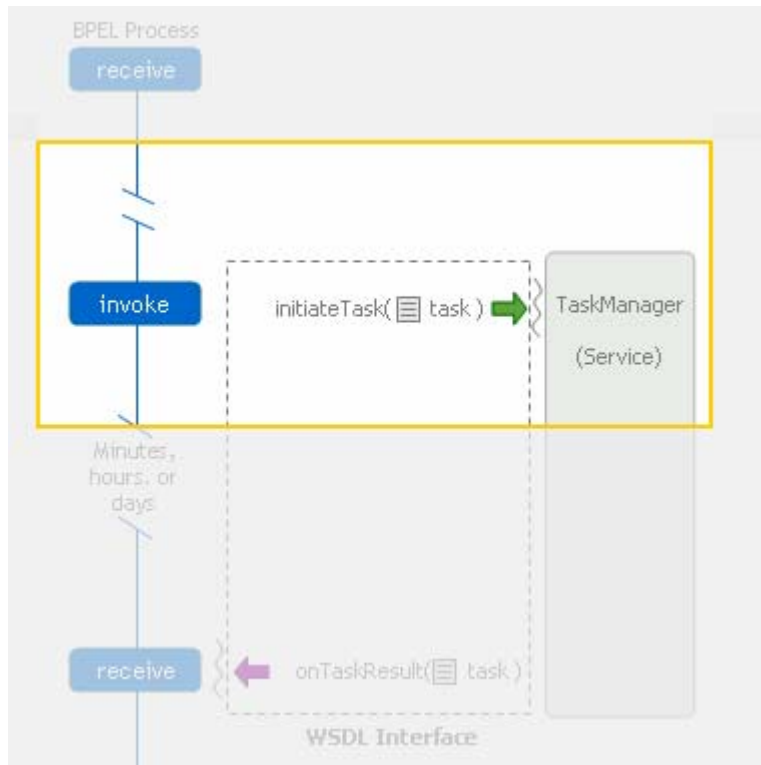 BPEL Process
receive
invoke
initiateTask( task )
TaskManager
(Service)
Minutes,
hours. or
days
receive
onTaskResult( task )
WSDL Interface